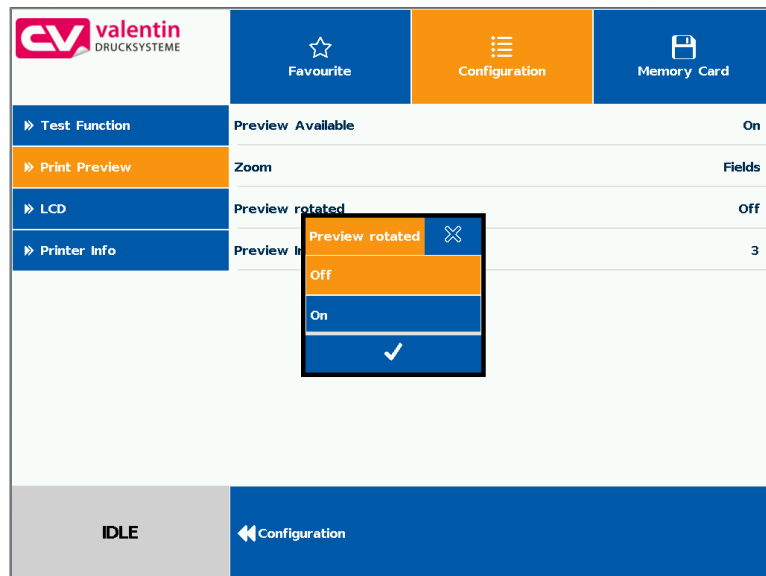 CV valentin
DRUCKSYSTEME
Favourite
Configuration
Memory Card
Test Function
Print Preview
LCD
Printer Info
Preview Available On
Zoom Fields
Preview rotated Off
Preview 3
Preview rotated
Off
On
IDLE
Configuration